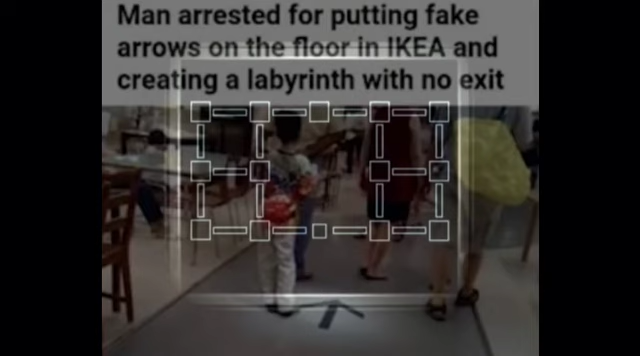 Man arrested for putting fake
arrows on the floor in IKEA and
creating a labyrinth with no exit